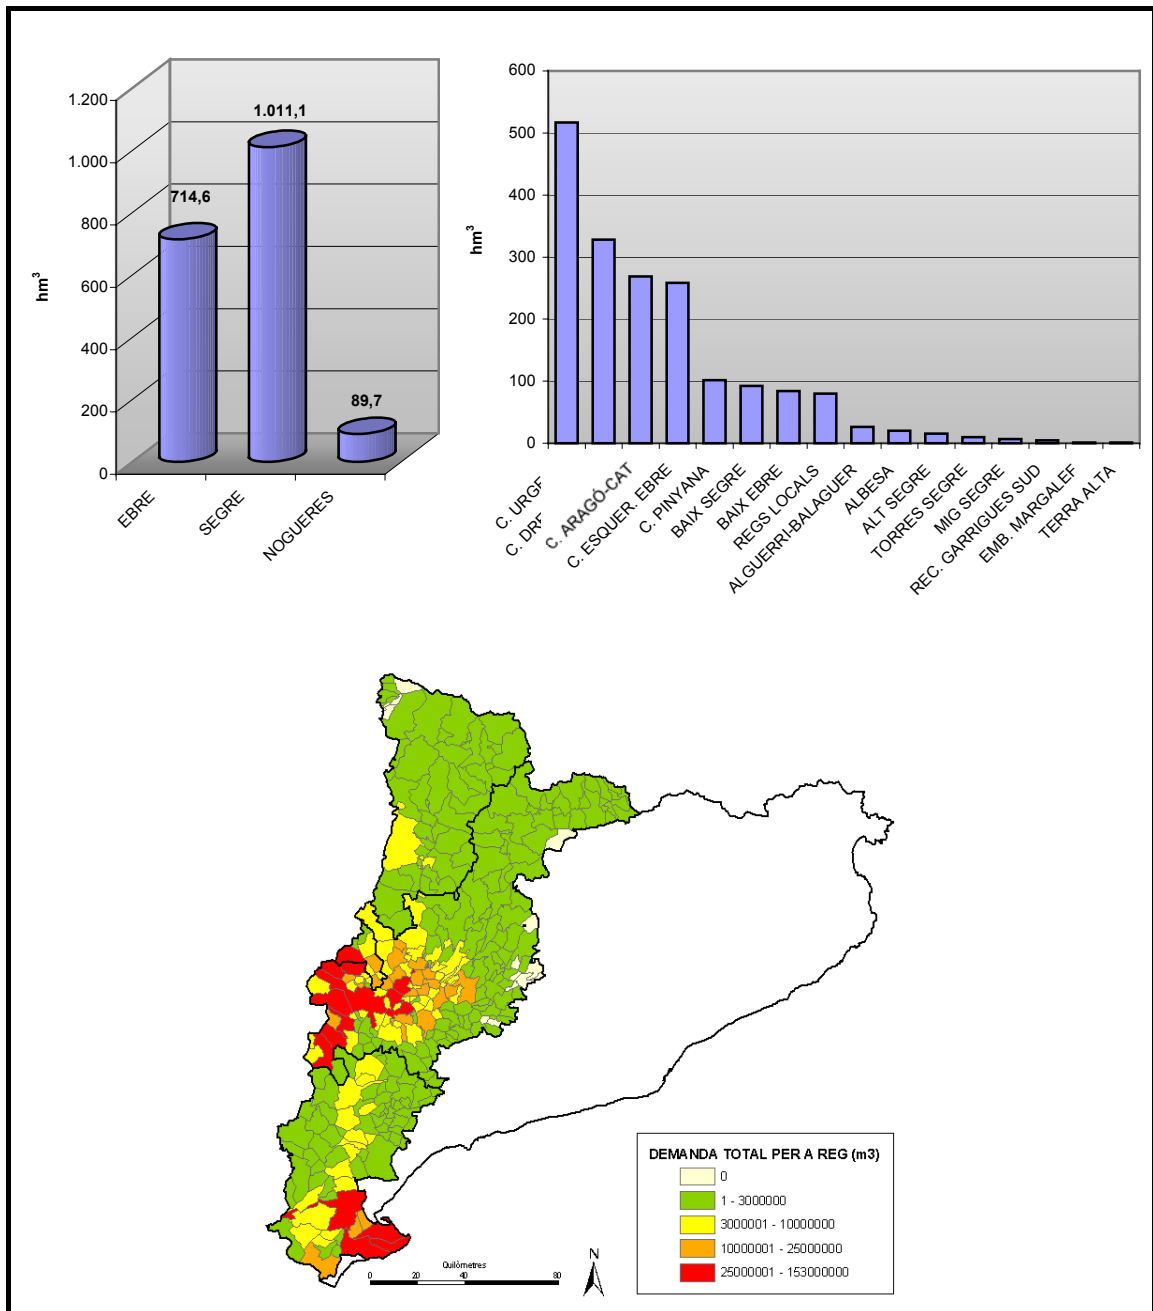 1.200
1.000
800
600
400
200
0
hm³
714,6
1.011,1
89,7
EBRE
SEGRE
NOGUERES
600
500
400
300
200
100
0
hm³
C.
C.
C. ARAGÓ-CAT
C. ESQUER. EBRE
C. PINYANA
BAIX SEGRE
BAIX EBRE
REGS LOCALS
ALGUERRI-BALAGUER
ALBESA
ALT SEGRE
TORRES SEGRE
MIG SEGRE
REC. GARRIGUES SUD
EMB. MARGALEF
TERRA ALTA
DEMANDA TOTAL PER A REG (m3)
0
1 - 3000000
3000001 - 10000000
10000001 - 25000000
25000001 - 153000000
Quilòmetres
0 20 40 80
N